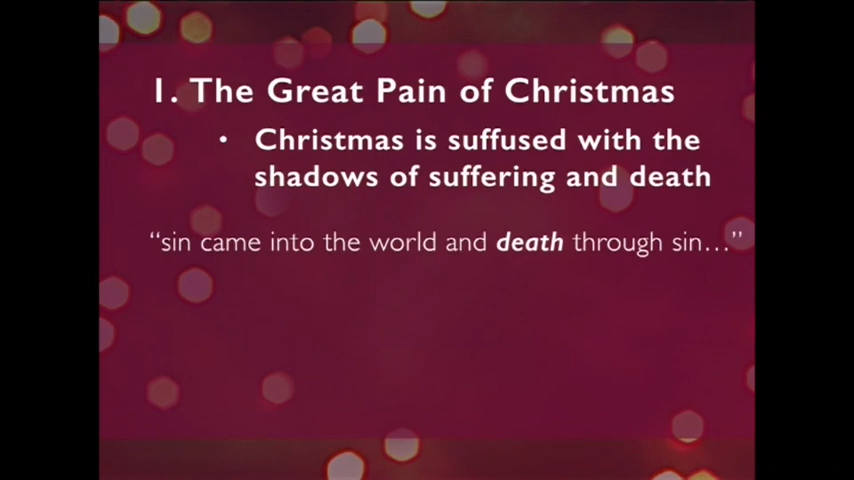 1. The Great Pain of Christmas
• Christmas is suffused with the
shadows of suffering and death
“sin came into the world and death through sin…”